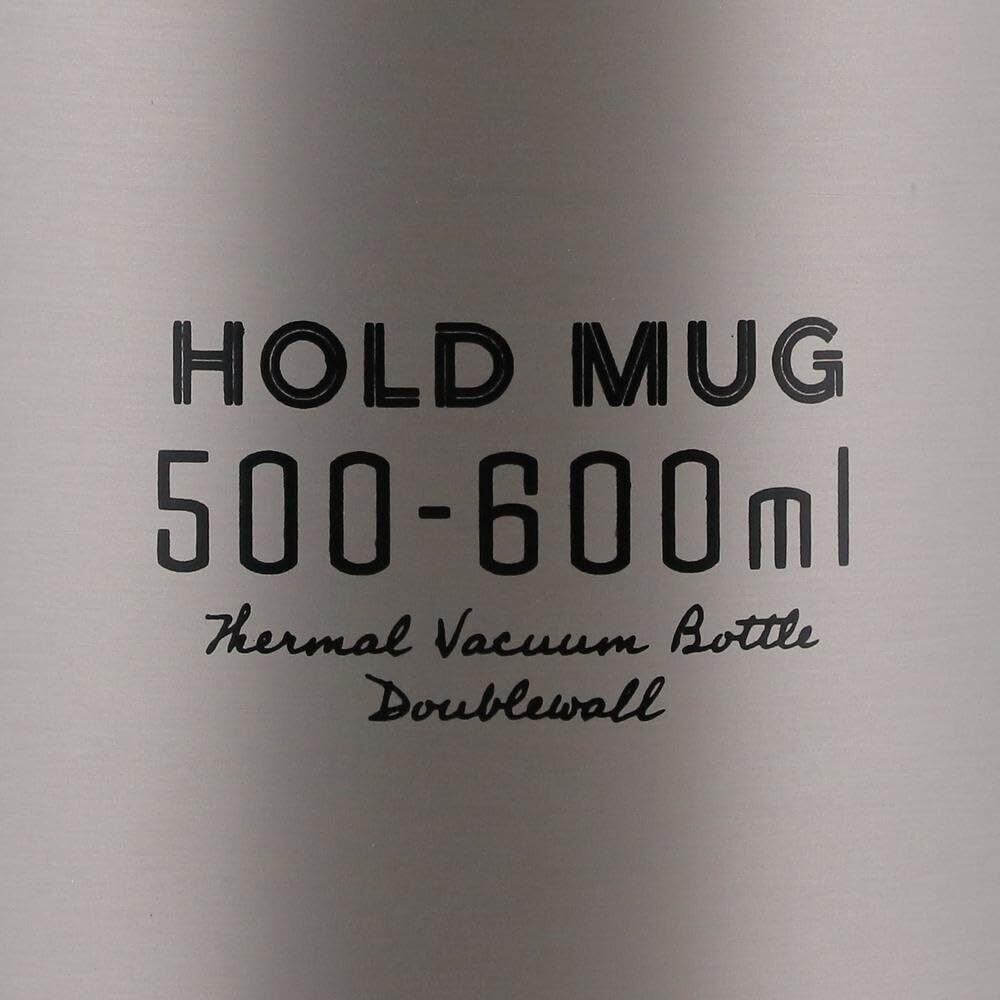 HOLD MUG
500-600ml
Thermal Vacuum Bottle
Doublewall